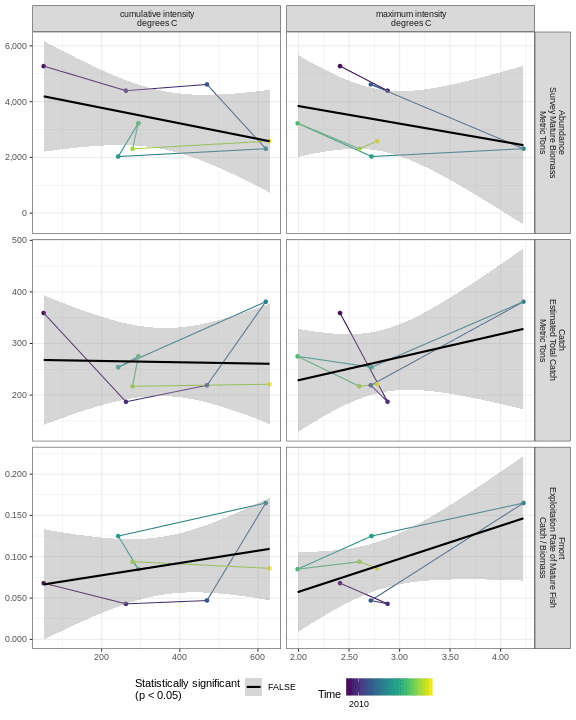 cumulative intensity
degrees C
maximum intensity
degrees C
6,000
4,000
2,000
0
Abundance
Survey Mature Biomass
Metric Tons
500
400
300
200
Catch
Estimated Total Catch
Metric Tons
0.200
0.150
0.100
0.050
0.000
Fmort
Exploitation Rate of Mature Fish
Catch / Biomass
200 400 600
2.00 2.50 3.00 3.50 4.00
Statistically significant
(p < 0.05)
FALSE
Time
2010